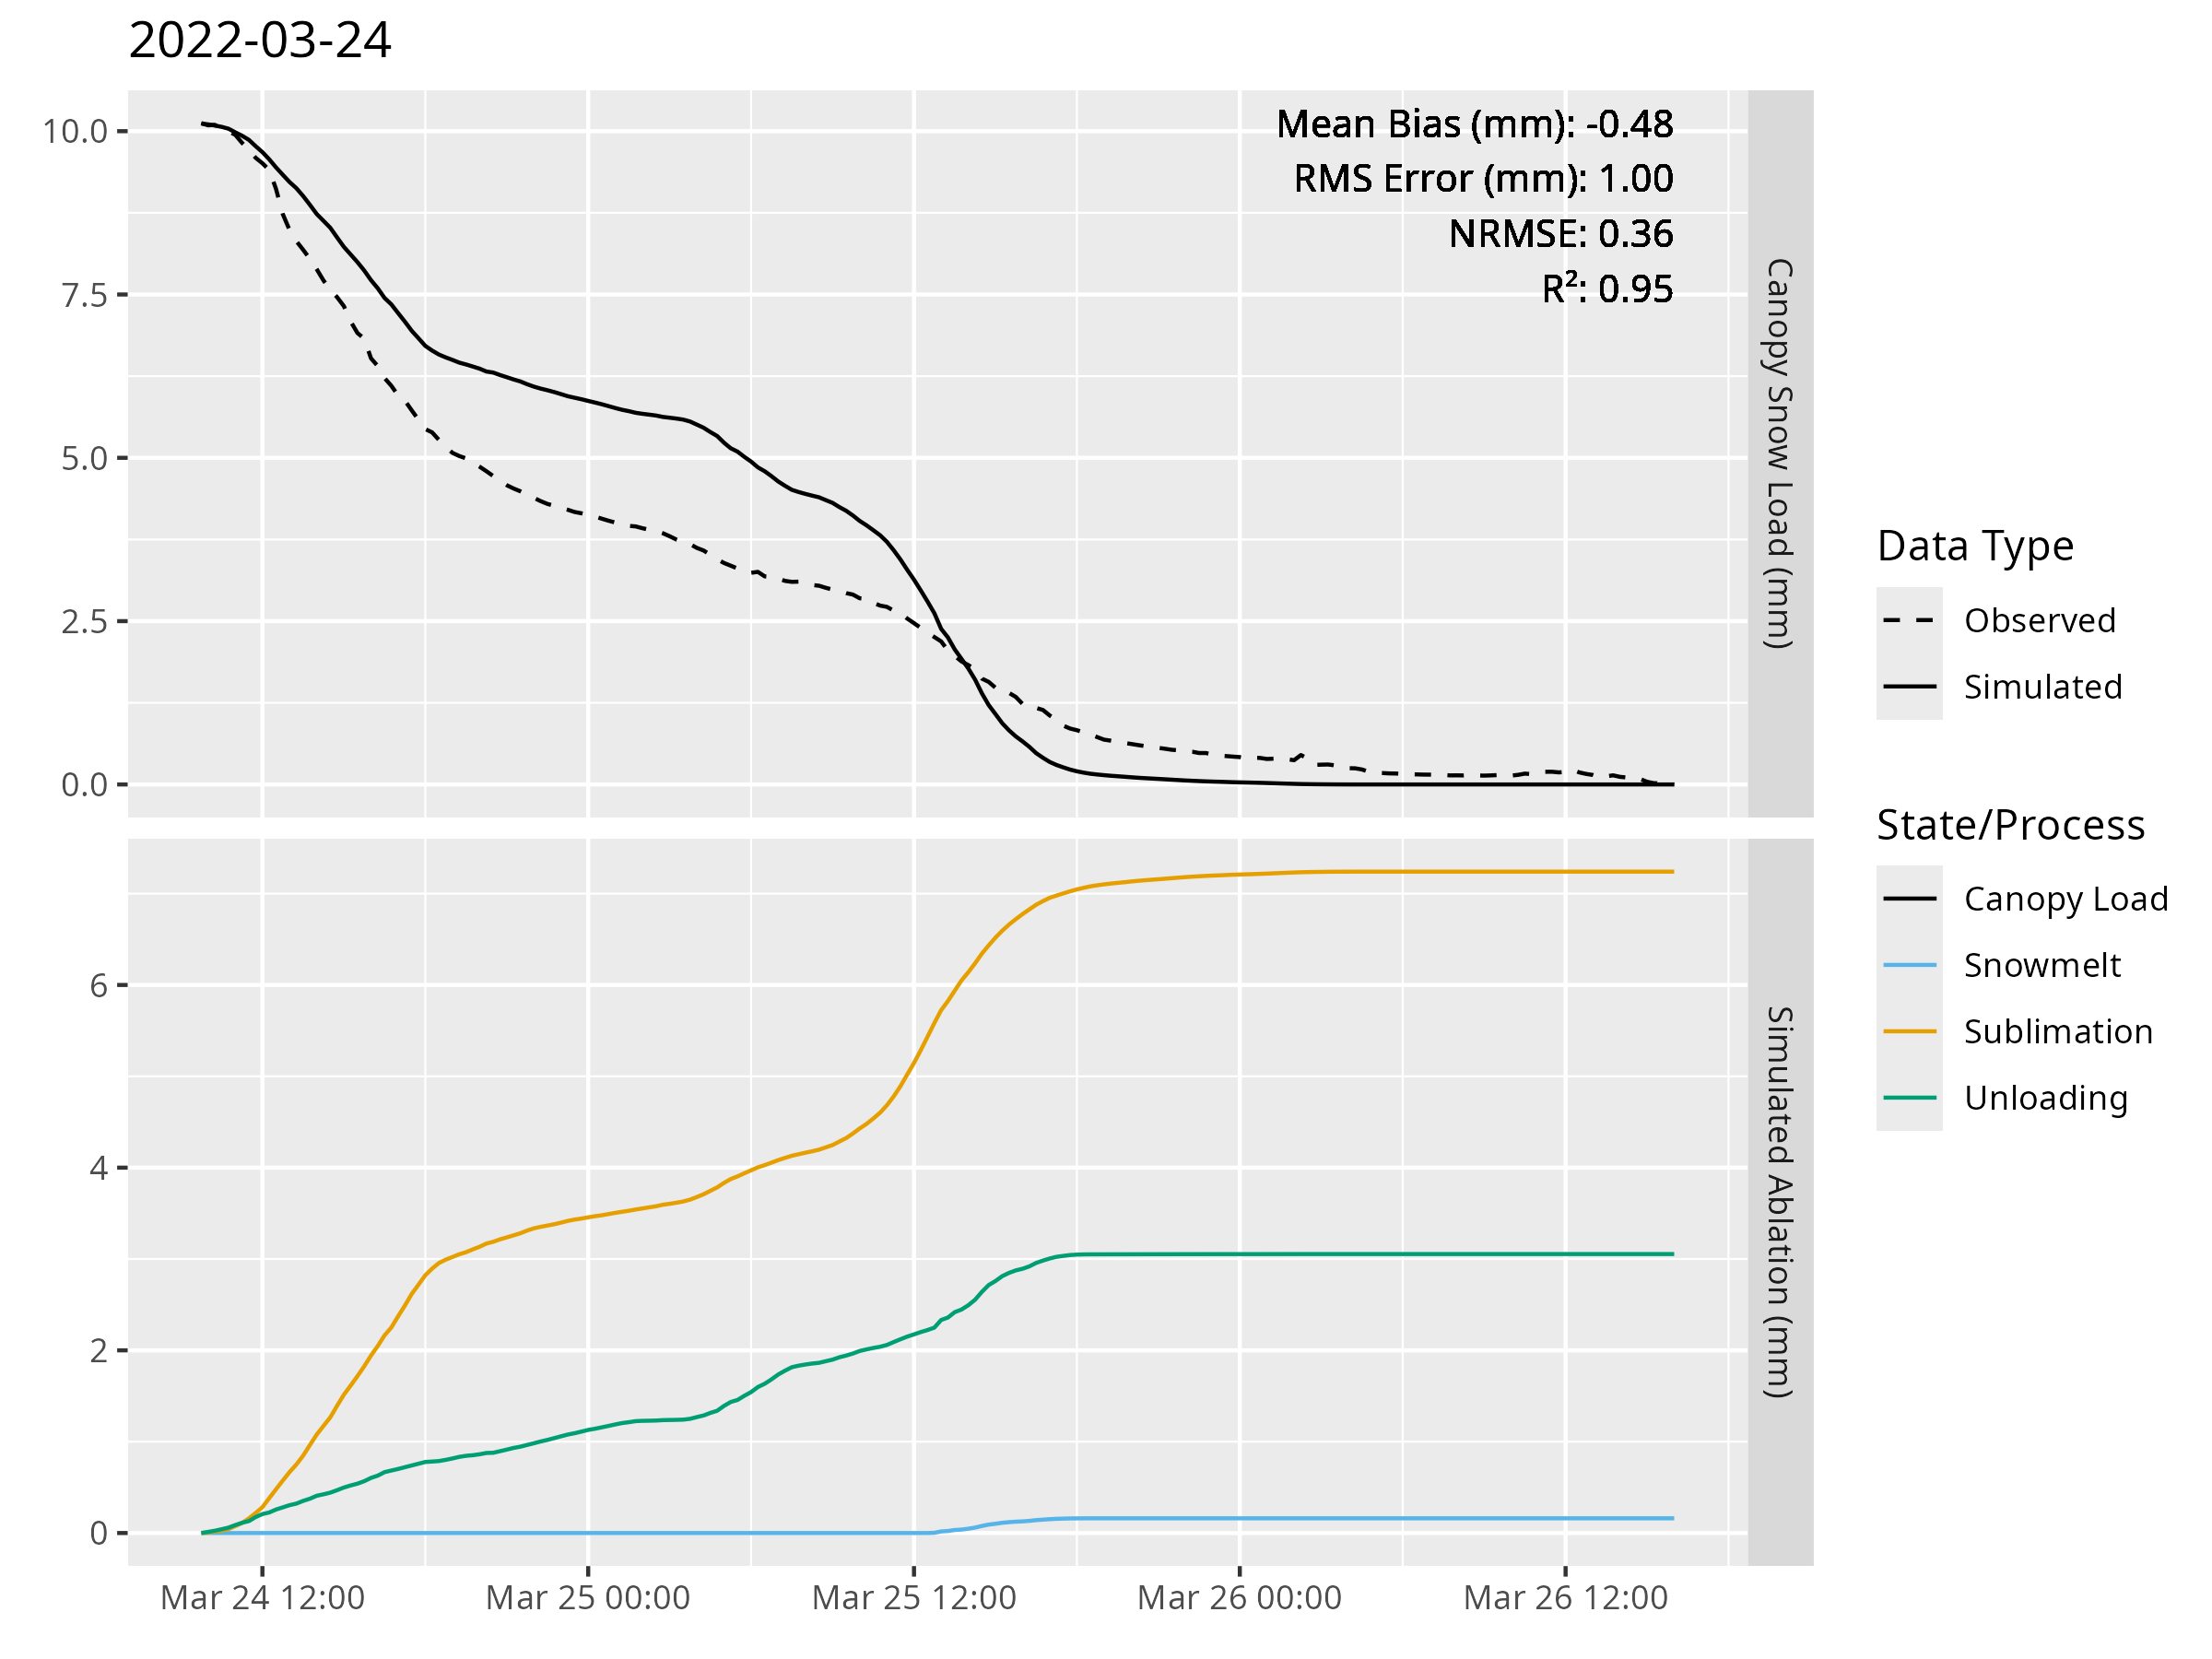 2022-03-24
10.0
7.5
5.0
2.5
0.0
Mean Bias (mm): -0.48
RMS Error (mm): 1.00
NRMSE: 0.36
R²: 0.95
Canopy Snow Load (mm)
6
4
2
0
Simulated Ablation (mm)
Mar 24 12:00
Mar 25 00:00
Mar 25 12:00
Mar 26 00:00
Mar 26 12:00
Data Type
Observed
Simulated
State/Process
Canopy Load
Snowmelt
Sublimation
Unloading